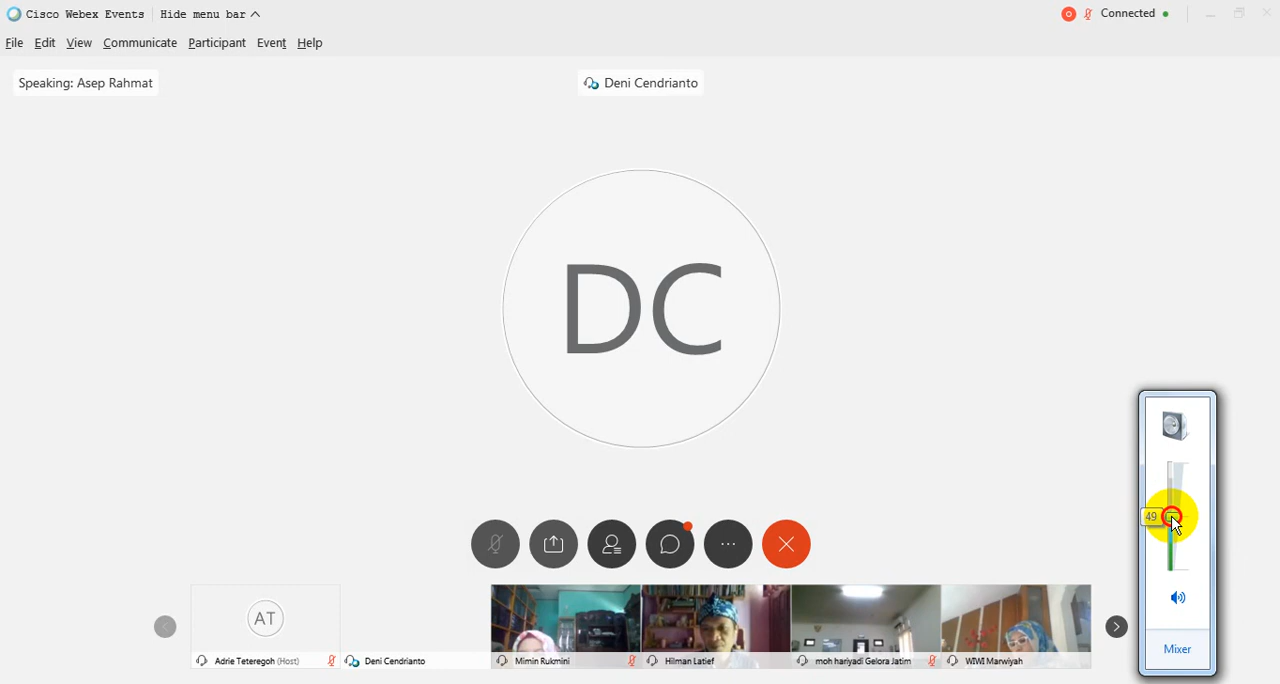 Cisco Webex Events
Hide menu bar
Connected
File Edit View Communicate Participant Event Help
Speaking: Asep Rahmat
Deni Cendrianto
DC
49
AT
Adrie Teteregoh (Host)
Deni Cendrianto
Mimin Rukmini
Hilman Latief
moh hariyadi Gelora Jatim
WIWI Marwiyah
Mixer